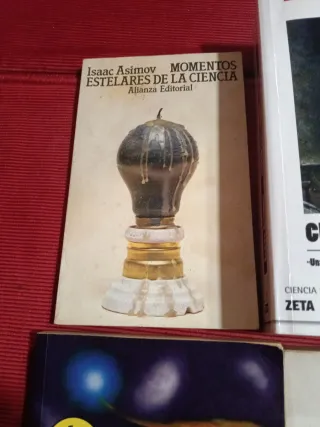 Isaac Asimov MOMENTOS
ESTELARES DE LA CIENCIA
Alianza Editorial
CIENCIA
ZETA